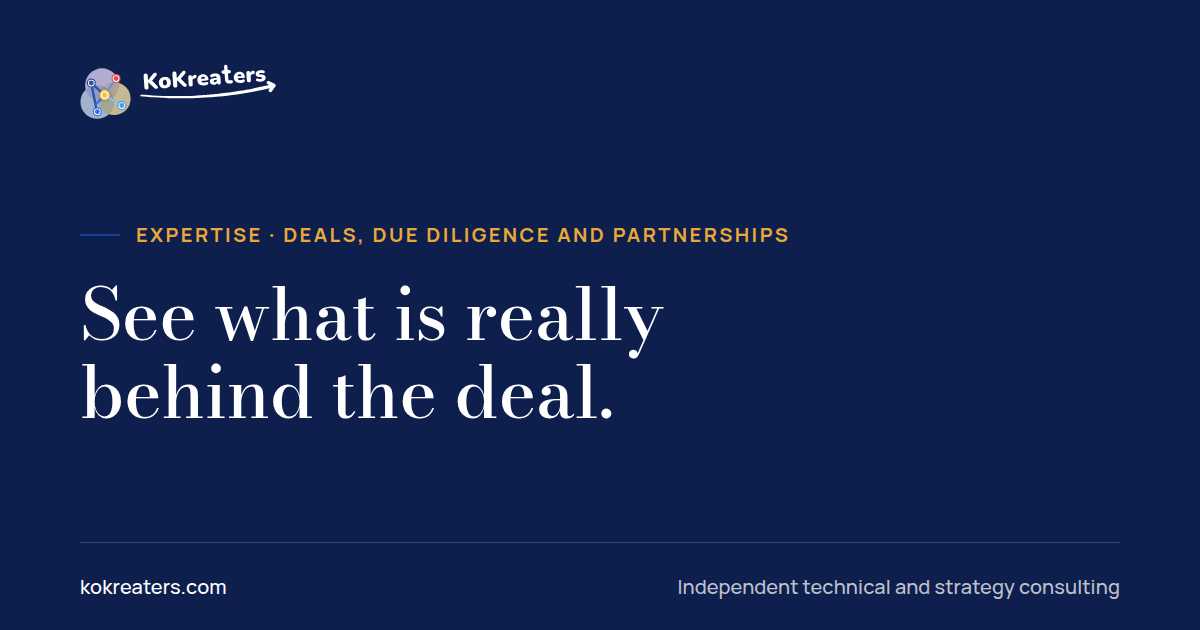 KoKreaters
EXPERTISE · DEALS, DUE DILIGENCE AND PARTNERSHIPS
See what is really
behind the deal.
kokreaters.com
Independent technical and strategy consulting